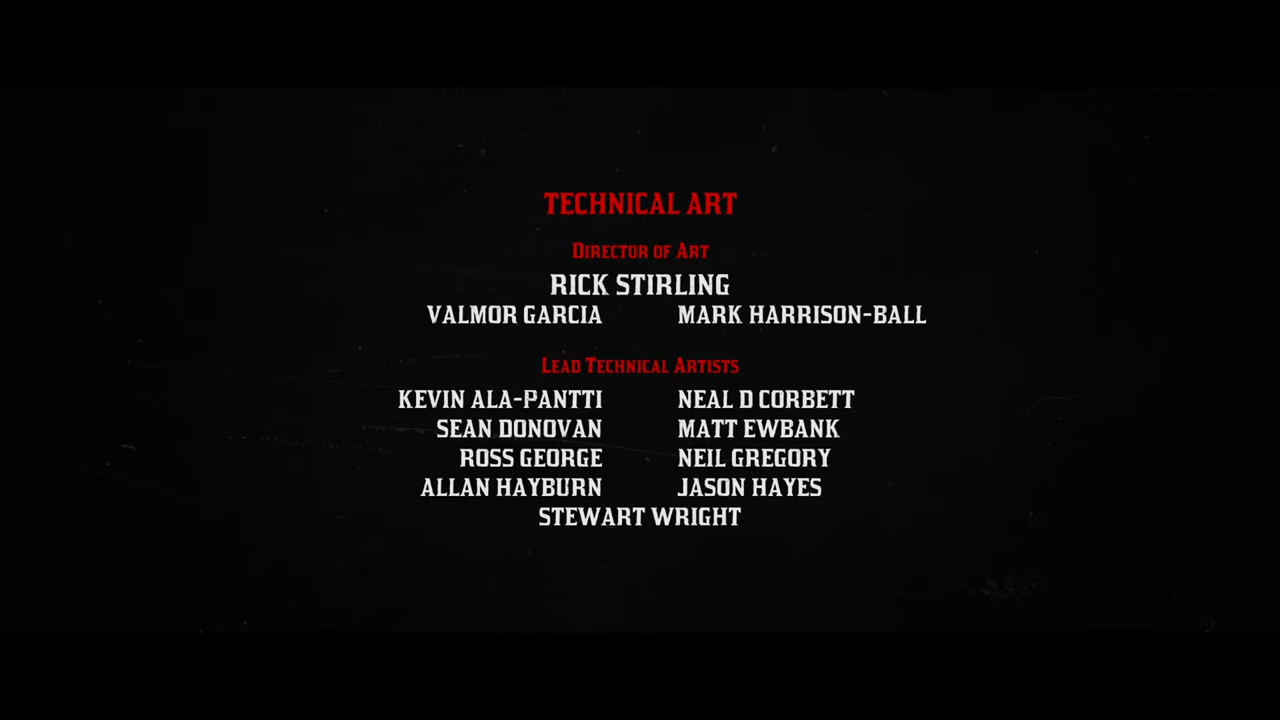 TECHNICAL ART
DIRECTOR OF ART
RICK STIRLING
VALMOR GARCIA MARK HARRISON-BALL
LEAD TECHNICAL ARTISTS
KEVIN ALA-PANTTI NEAL D CORBETT
SEAN DONOVAN MATT EWBANK
ROSS GEORGE NEIL GREGORY
ALLAN HAYBURN JASON HAYES
STEWART WRIGHT